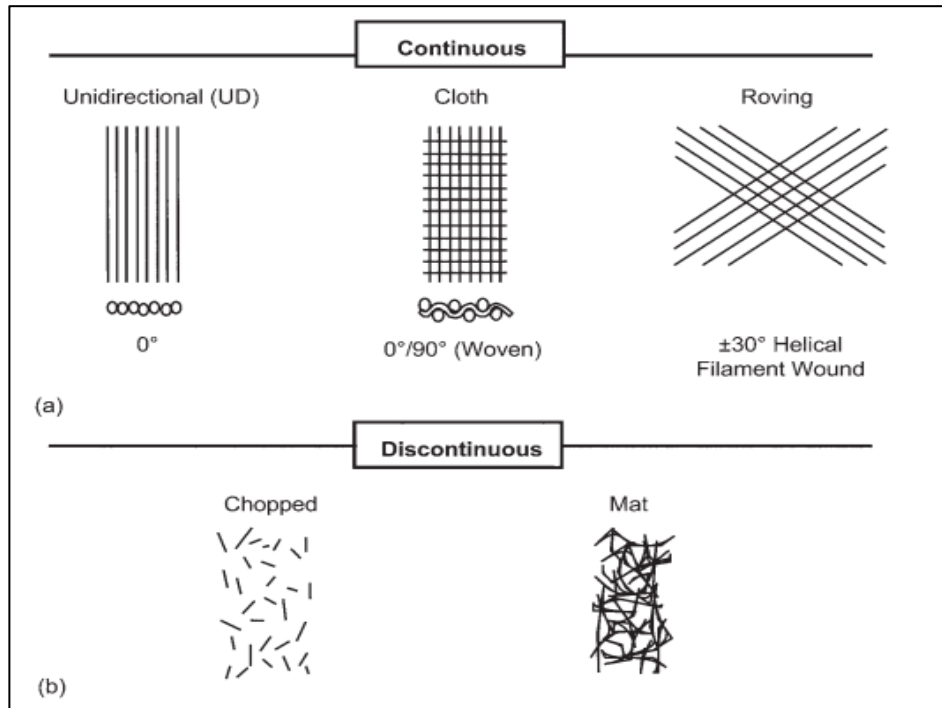 Continuous
Unidirectional (UD)
Cloth
Roving
0°
0°/90° (Woven)
±30° Helical
Filament Wound
(a)
Discontinuous
Chopped
Mat
(b)